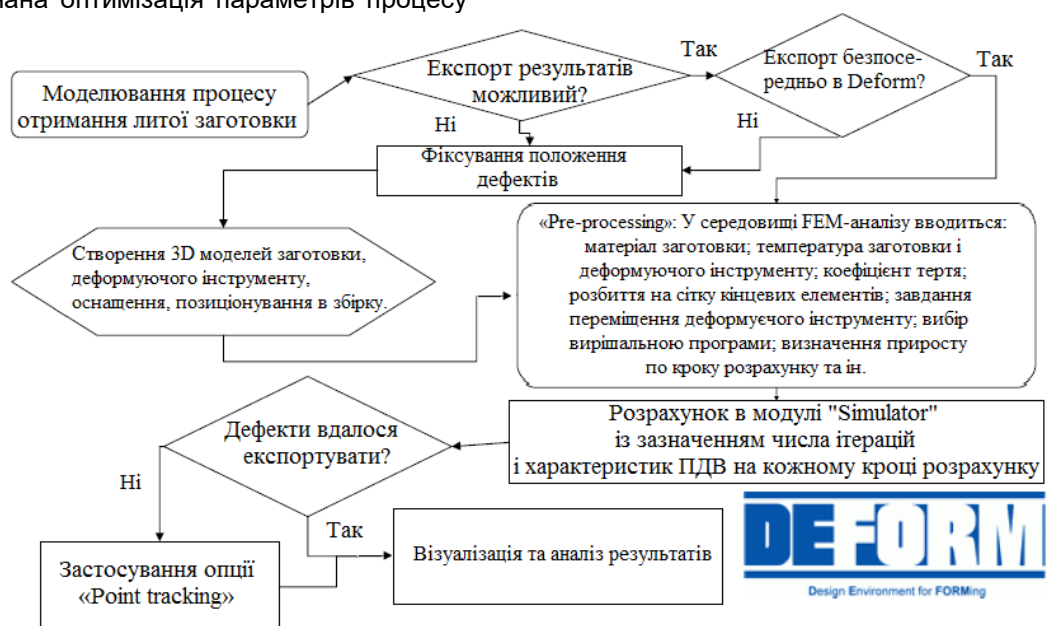 оптимізація параметрів процесу
Моделювання процесу
отримання литої заготовки
Експорт результатів
можливий?
Так
Ні
Експорт безпосе-
редньо в Deform?
Так
Ні
Фіксування положення
дефектів
Створення 3D моделей заготовки,
деформуючого інструменту,
оснащення, позиціонування в збірку.
«Pre-processing»: У середовищі FEM-аналізу вводиться:
матеріал заготовки; температура заготовки і
деформуючого інструменту; коефіцієнт тертя;
розбиття на сітку кінцевих елементів; завдання
переміщення деформуєчого інструменту; вибір
вирішальною програми; визначення приросту
по кроку розрахунку та ін.
Розрахунок в модулі "Simulator"
із зазначенням числа ітерацій
і характеристик ПДВ на кожному кроці розрахунку
Дефекти вдалося
експортувати?
Ні
Так
Застосування опції
«Point tracking»
Візуалізація та аналіз результатів
DEFORM
Design Environment for FORMing